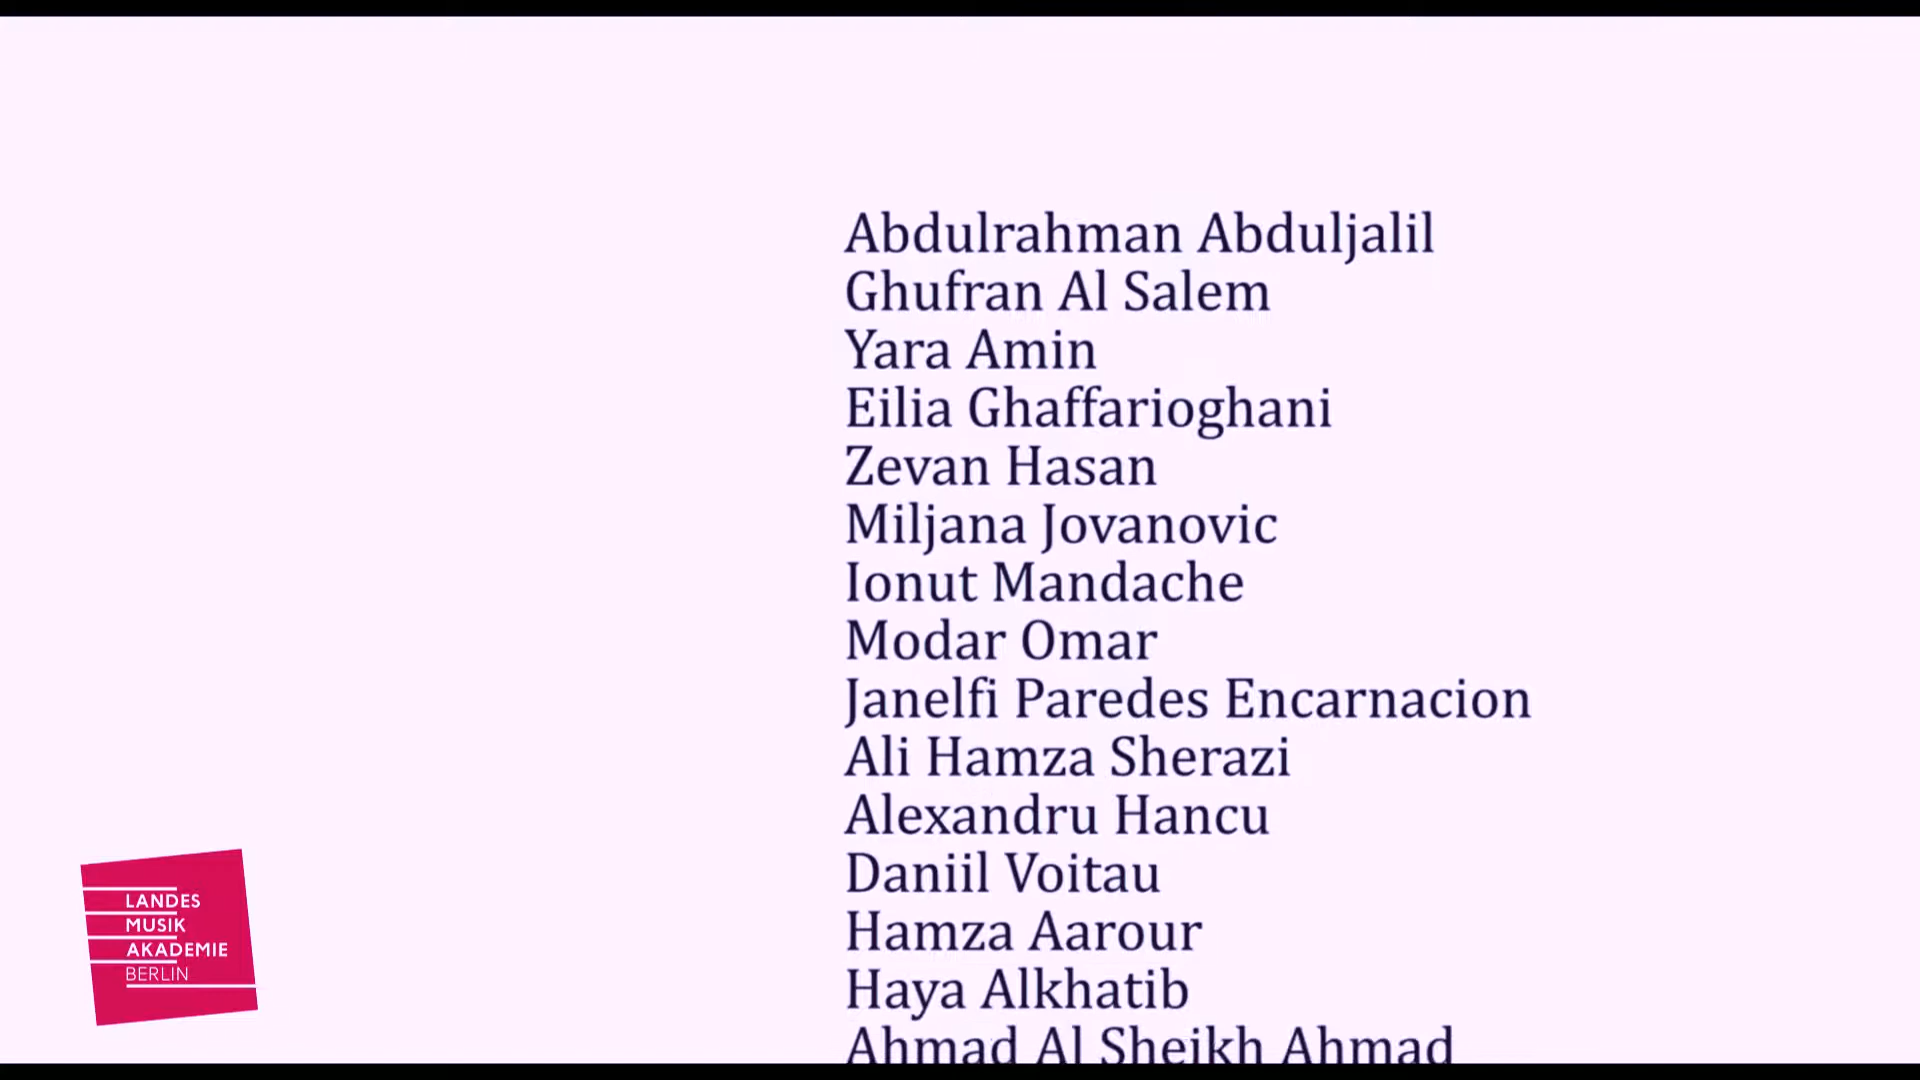 Abdulrahman Abduljalil
Ghufran Al Salem
Yara Amin
Eilia Ghaffarioghani
Zevan Hasan
Miljana Jovanovic
Ionut Mandache
Modar Omar
Janelfi Paredes Encarnacion
Ali Hamza Sherazi
Alexandru Hancu
Daniil Voitau
Hamza Aarour
Haya Alkhatib
Ahmad Al Sheikh Ahmad
LANDES
MUSIK
AKADEMIE
BERLIN